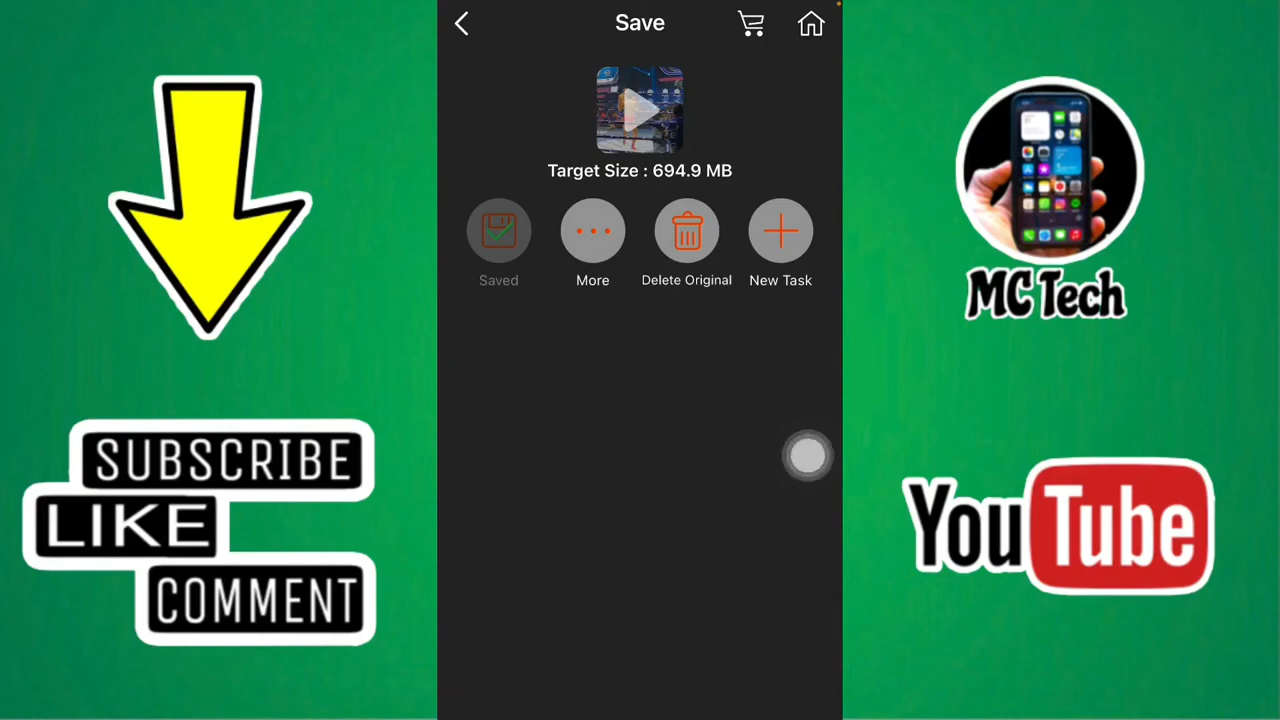 Save
Target Size : 694.9 MB
Saved
More
Delete Original
New Task
SUBSCRIBE
LIKE
COMMENT
MC Tech
YouTube